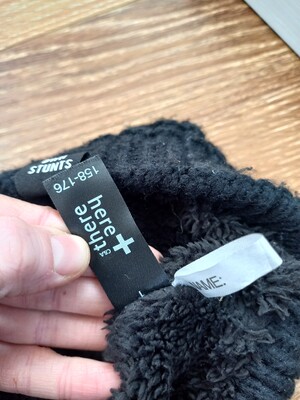 STUNTS
158-176
here
+there
C&A
NAME: